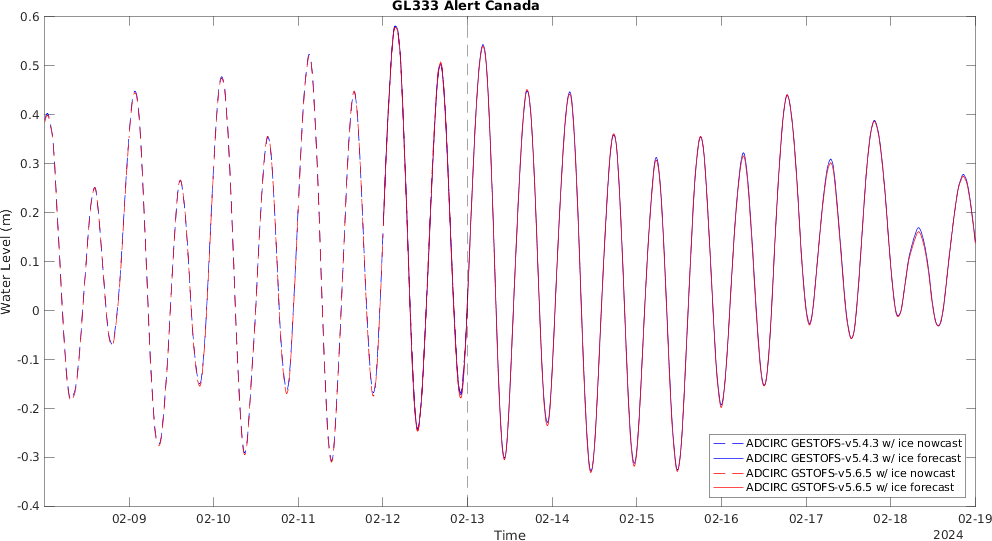 GL333 Alert Canada
0.6
0.5
0.4
0.3
0.2
0.1
0
-0.1
-0.2
-0.3
-0.4
Water Level (m)
ADCIRC GESTOFS-v5.4.3 w/ ice nowcast
ADCIRC GESTOFS-v5.4.3 w/ ice forecast
ADCIRC GSTOFS-v5.6.5 w/ ice nowcast
ADCIRC GSTOFS-v5.6.5 w/ ice forecast
02-09 02-10 02-11 02-12 02-13 02-14 02-15 02-16 02-17 02-18 02-19
Time
2024